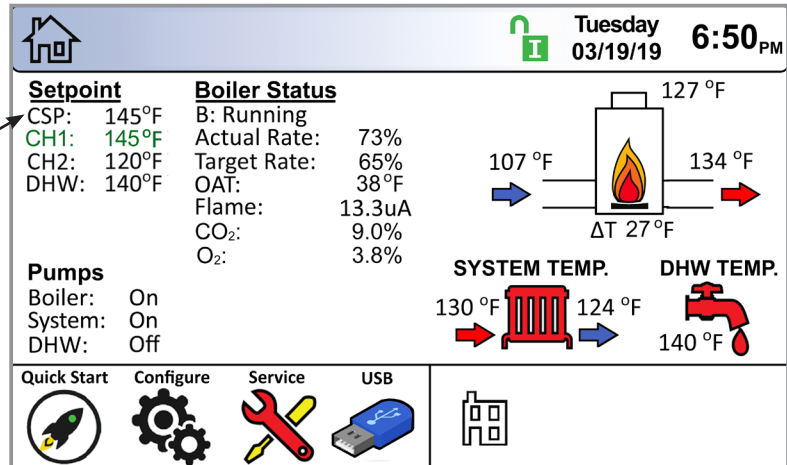 Tuesday
03/19/19
6:50PM
I
Setpoint
CSP: 145°F
CH1: 145°F
CH2: 120°F
DHW: 140°F
Boiler Status
B: Running
Actual Rate: 73%
Target Rate: 65%
OAT: 38°F
Flame: 13.3uA
CO₂: 9.0%
O₂: 3.8%
127 °F
107 °F
134 °F
ΔT 27 °F
Pumps
Boiler: On
System: On
DHW: Off
SYSTEM TEMP.
130 °F
124 °F
DHW TEMP.
140 °F
Quick Start
Configure
Service
USB